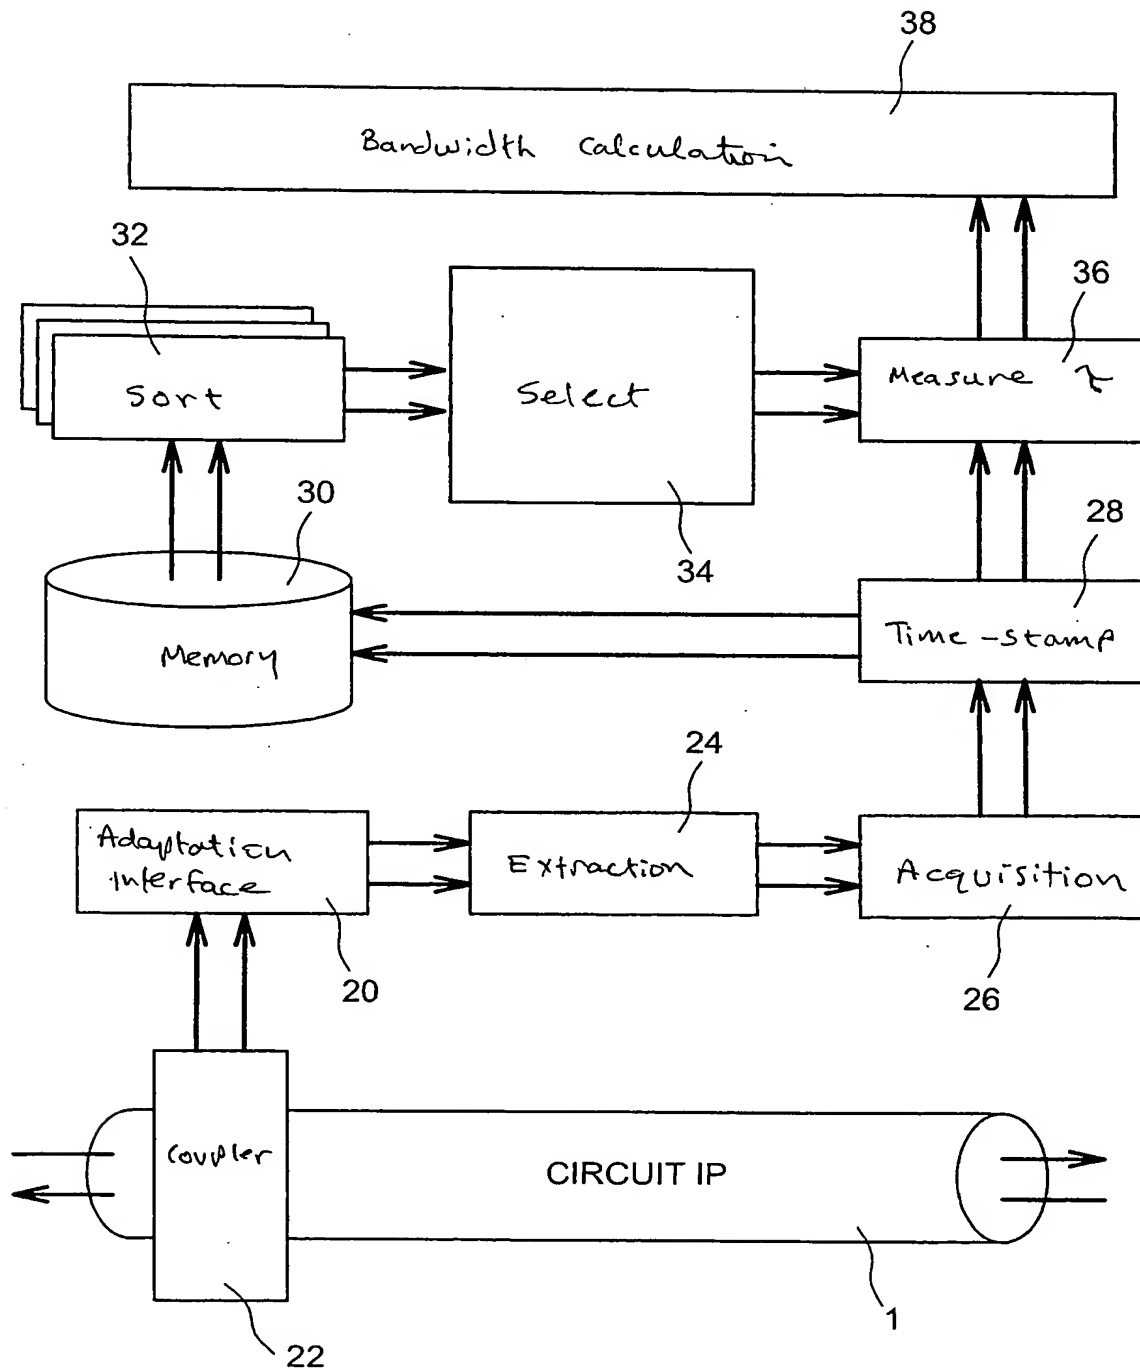 38
Bandwidth Calculation
32
36
Sort
Select
Measure τ
30
34
28
Memory
Time-stamp
24
Adaptation
interface
Extraction
Acquisition
20
26
Coupler
CIRCUIT IP
1
22